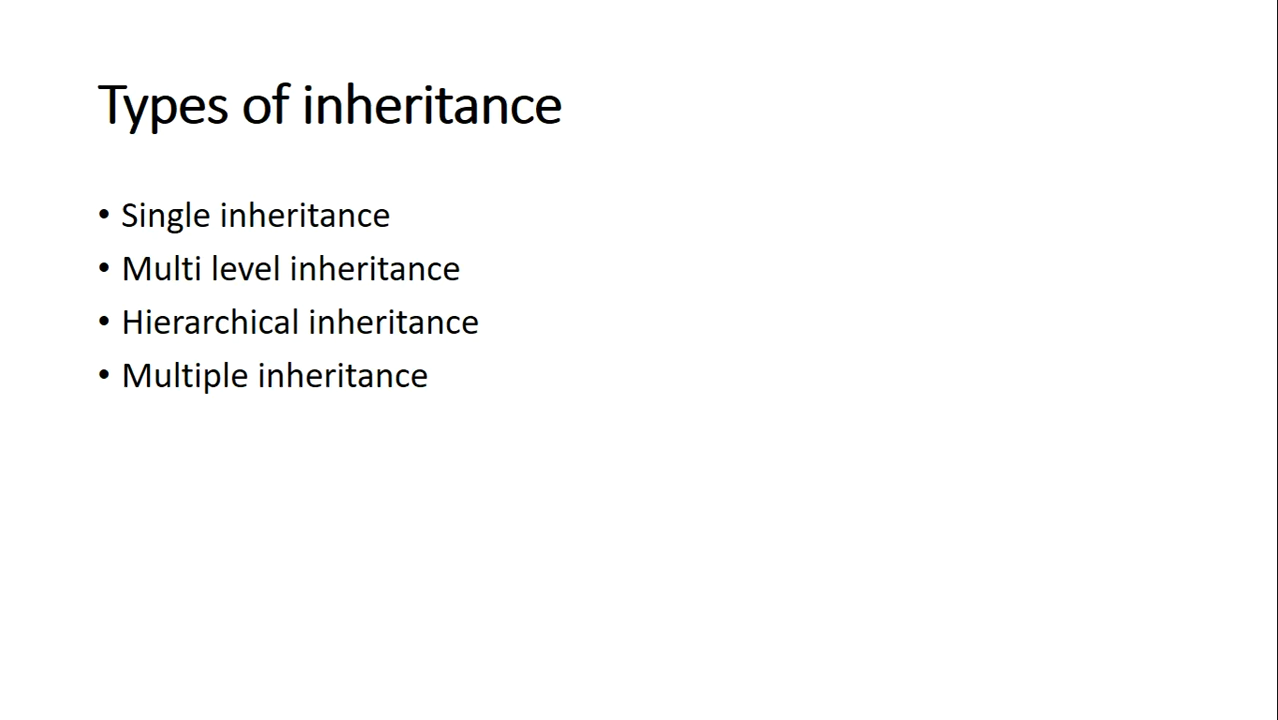 Types of inheritance
• Single inheritance
• Multi level inheritance
• Hierarchical inheritance
• Multiple inheritance